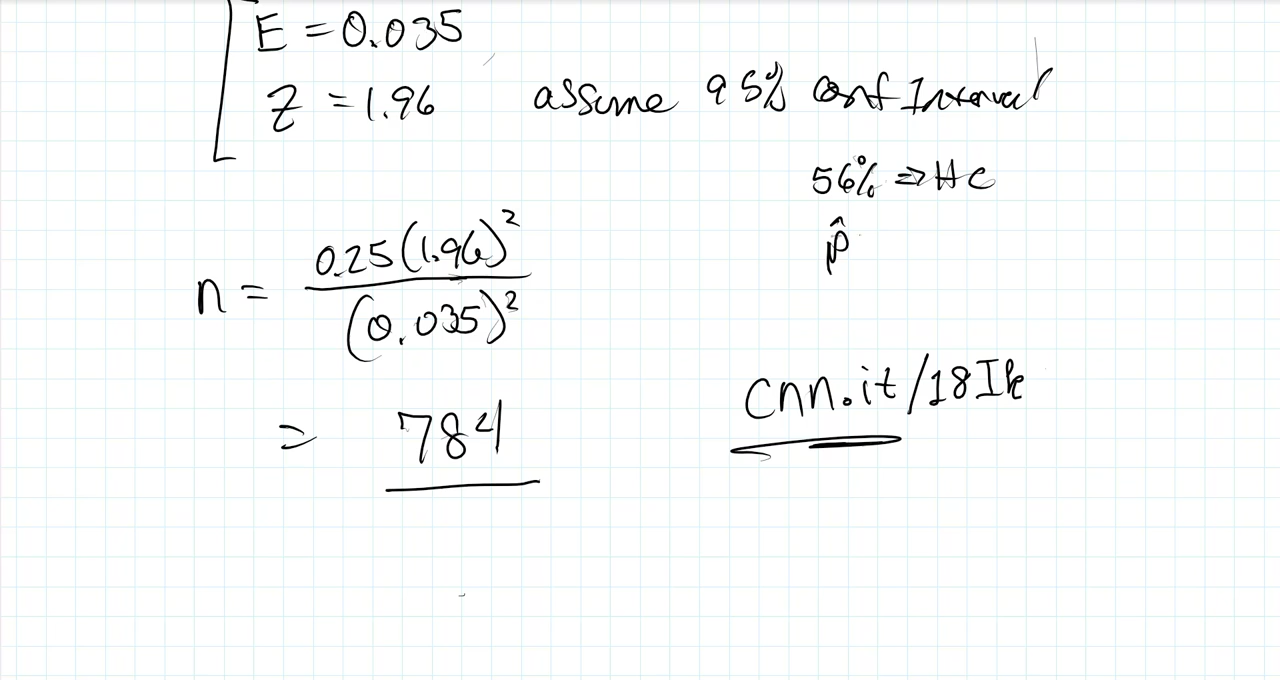 E = 0.035
Z = 1.96 assume 95% conf Interval
56% ⇒ HC
p̂
n = 0.25(1.96)² / (0.035)²
= 784
cnn.it/18Ik